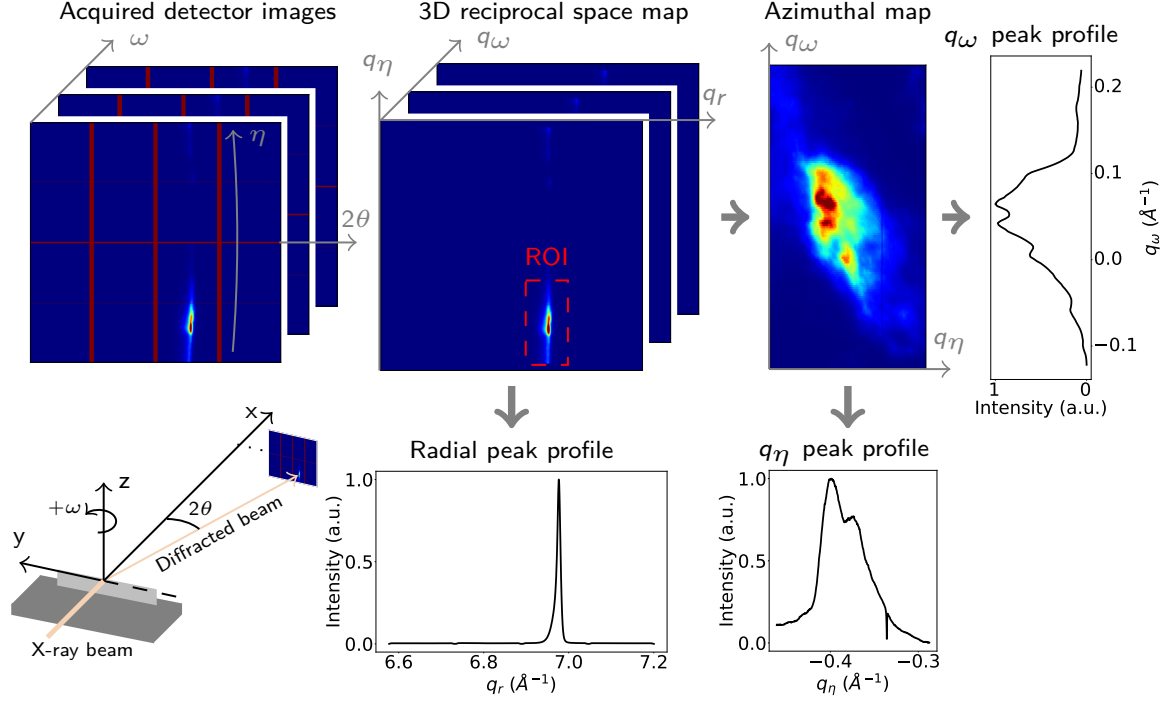 Acquired detector images
3D reciprocal space map
Azimuthal map
qω peak profile
ω
η
2θ
qω
qη
qr
ROI
qω
qη
0.2
0.1
0.0
−0.1
qω (Å⁻¹)
1
0
Intensity (a.u.)
x
. . .
z
+ω
2θ
y
Diffracted beam
X-ray beam
Radial peak profile
1.0
0.5
0.0
Intensity (a.u.)
6.6 6.8 7.0 7.2
qr (Å⁻¹)
qη peak profile
1.0
0.5
0.0
Intensity (a.u.)
−0.4 −0.3
qη (Å⁻¹)